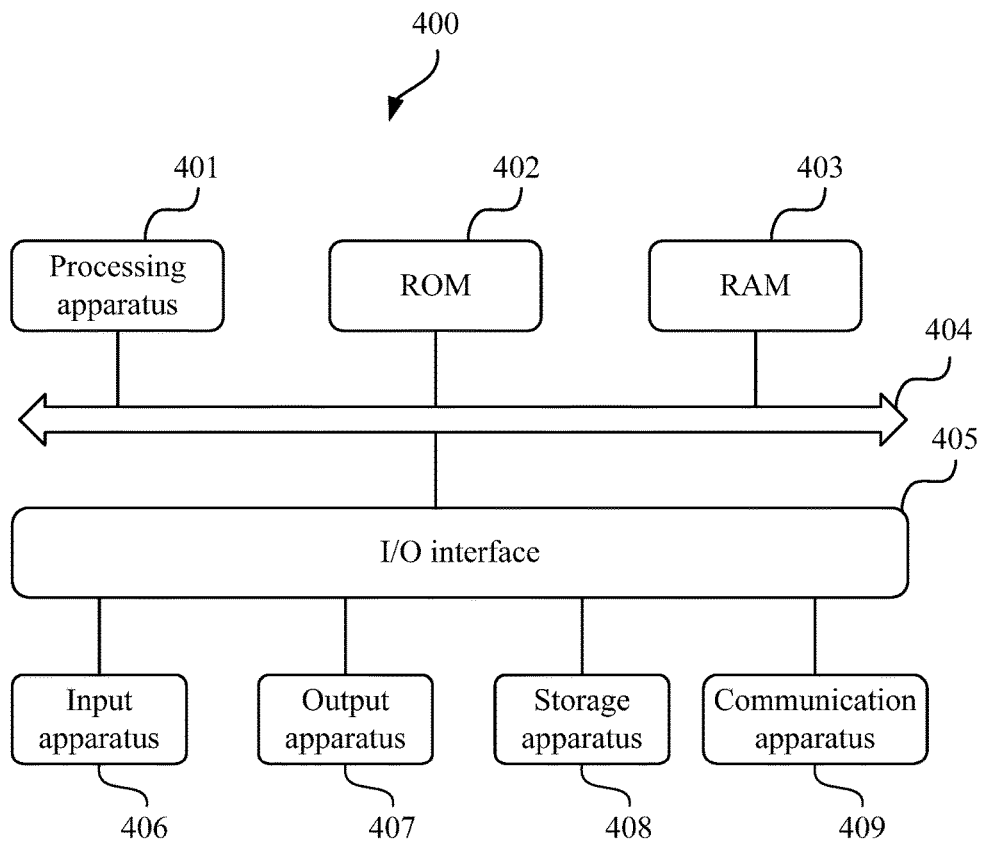 400
401
402
403
Processing
apparatus
ROM
RAM
404
405
I/O interface
Input
apparatus
Output
apparatus
Storage
apparatus
Communication
apparatus
406
407
408
409